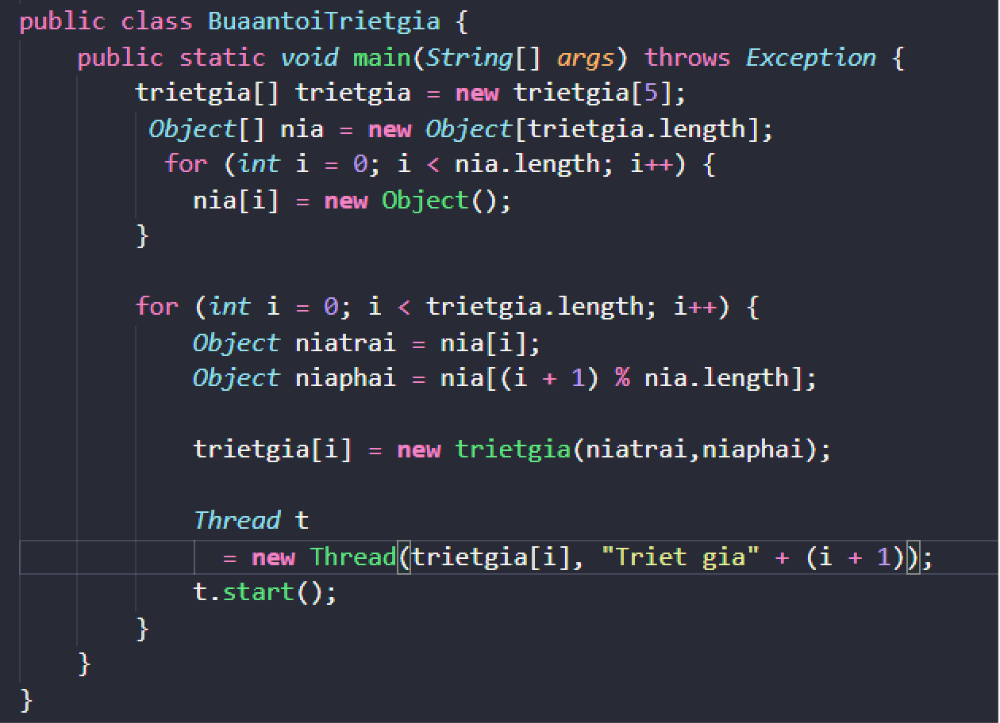 public class BuaantoiTrietgia {
public static void main(String[] args) throws Exception {
trietgia[] trietgia = new trietgia[5];
Object[] nia = new Object[trietgia.length];
for (int i = 0; i < nia.length; i++) {
nia[i] = new Object();
}
for (int i = 0; i < trietgia.length; i++) {
Object niatrai = nia[i];
Object niaphai = nia[(i + 1) % nia.length];
trietgia[i] = new trietgia(niatrai,niaphai);
Thread t
= new Thread(trietgia[i], "Triet gia" + (i + 1));
t.start();
}
}
}